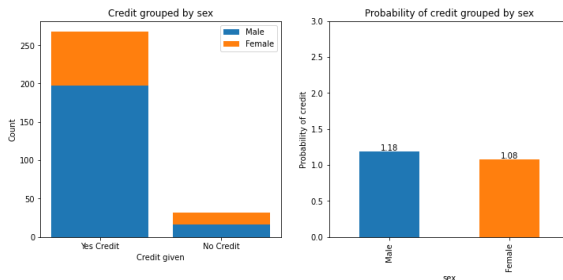 Credit grouped by sex
Count
250
200
150
100
50
0
Male
Female
Yes Credit
No Credit
Credit given
Probability of credit grouped by sex
Probability of credit
3.0
2.5
2.0
1.5
1.0
0.5
0.0
1.18
1.08
Male
Female
sex